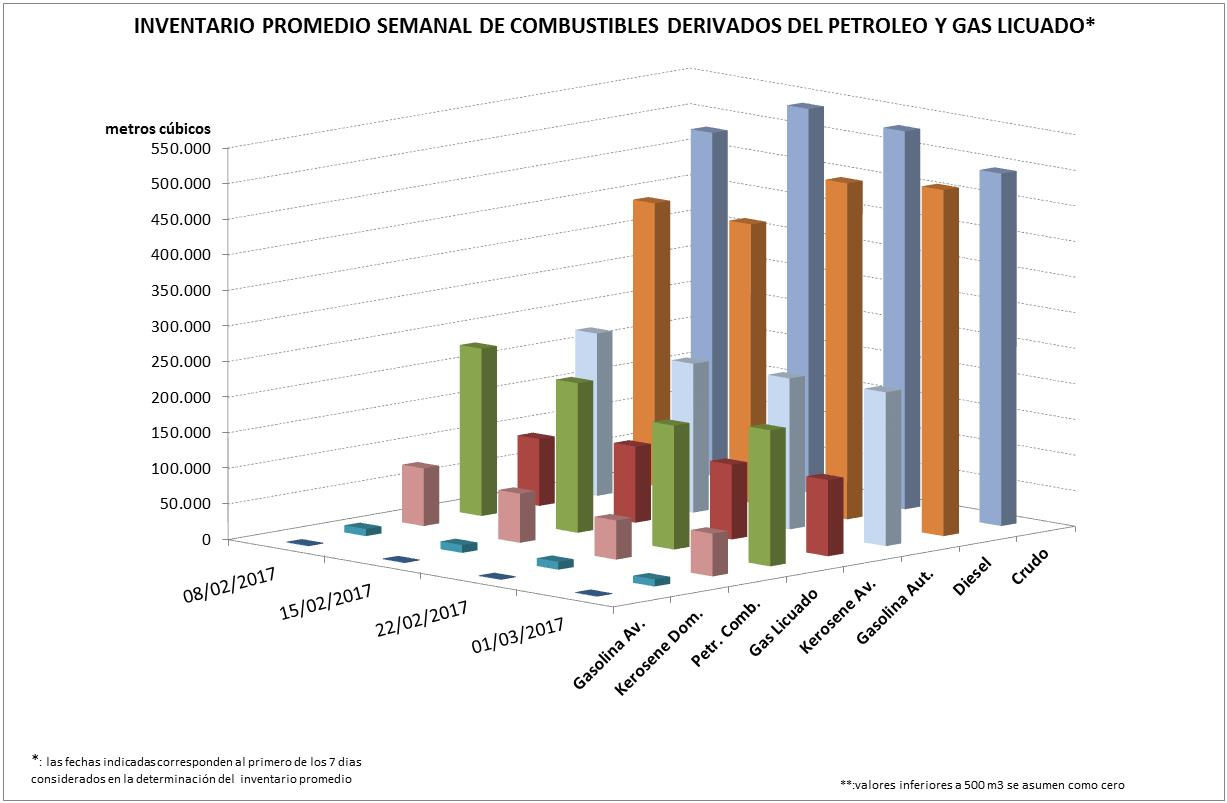 INVENTARIO PROMEDIO SEMANAL DE COMBUSTIBLES DERIVADOS DEL PETROLEO Y GAS LICUADO*
metros cúbicos
550.000
500.000
450.000
400.000
350.000
300.000
250.000
200.000
150.000
100.000
50.000
0
08/02/2017
15/02/2017
22/02/2017
01/03/2017
Gasolina Av.
Kerosene Dom.
Petr. Comb.
Gas Licuado
Kerosene Av.
Gasolina Aut.
Diesel
Crudo
*: las fechas indicadas corresponden al primero de los 7 dias
considerados en la determinación del inventario promedio
**:valores inferiores a 500 m3 se asumen como cero